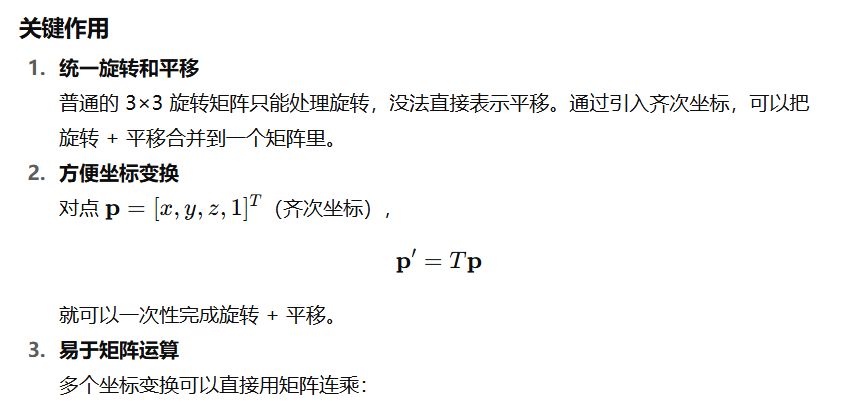 关键作用
1. 统一旋转和平移
普通的 3×3 旋转矩阵只能处理旋转，没法直接表示平移。通过引入齐次坐标，可以把
旋转 + 平移合并到一个矩阵里。
2. 方便坐标变换
对点 p = [x, y, z, 1]^T（齐次坐标），
p′ = Tp
就可以一次性完成旋转 + 平移。
3. 易于矩阵运算
多个坐标变换可以直接用矩阵连乘：